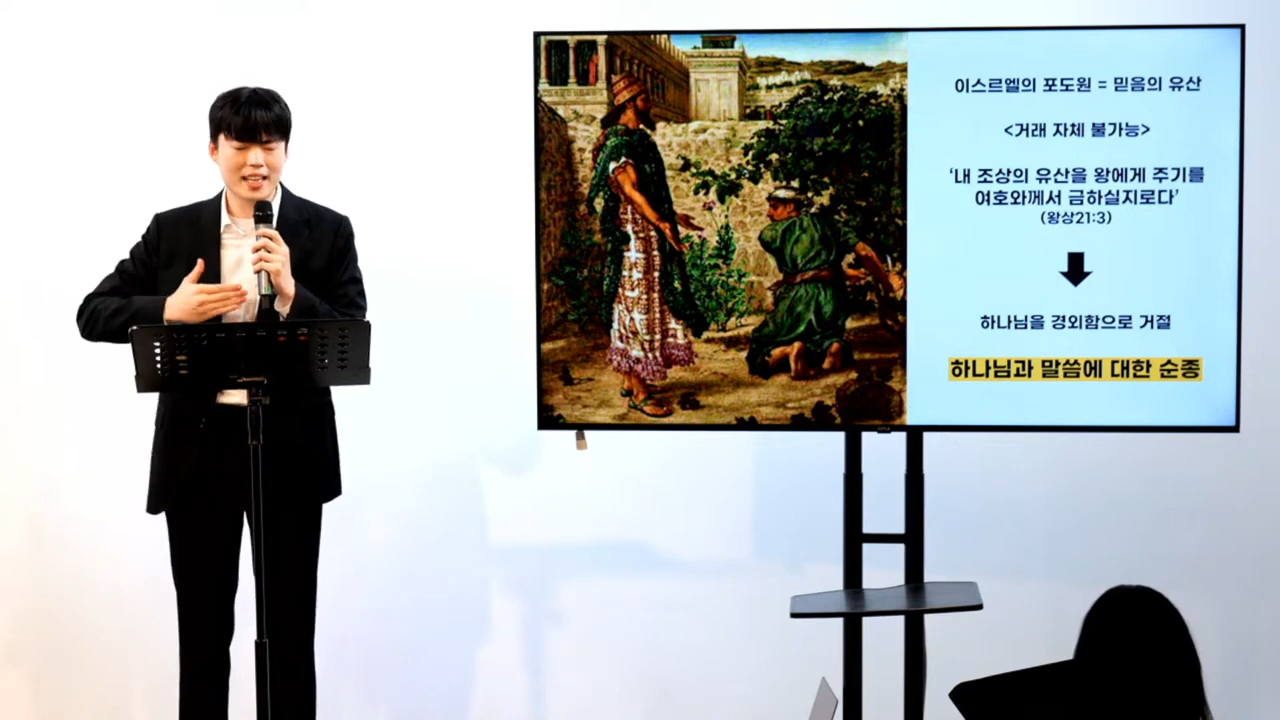 이스르엘의 포도원 = 믿음의 유산
<거래 자체 불가능>
‘내 조상의 유산을 왕에게 주기를
여호와께서 금하실지로다’
(왕상21:3)
하나님을 경외함으로 거절
하나님과 말씀에 대한 순종